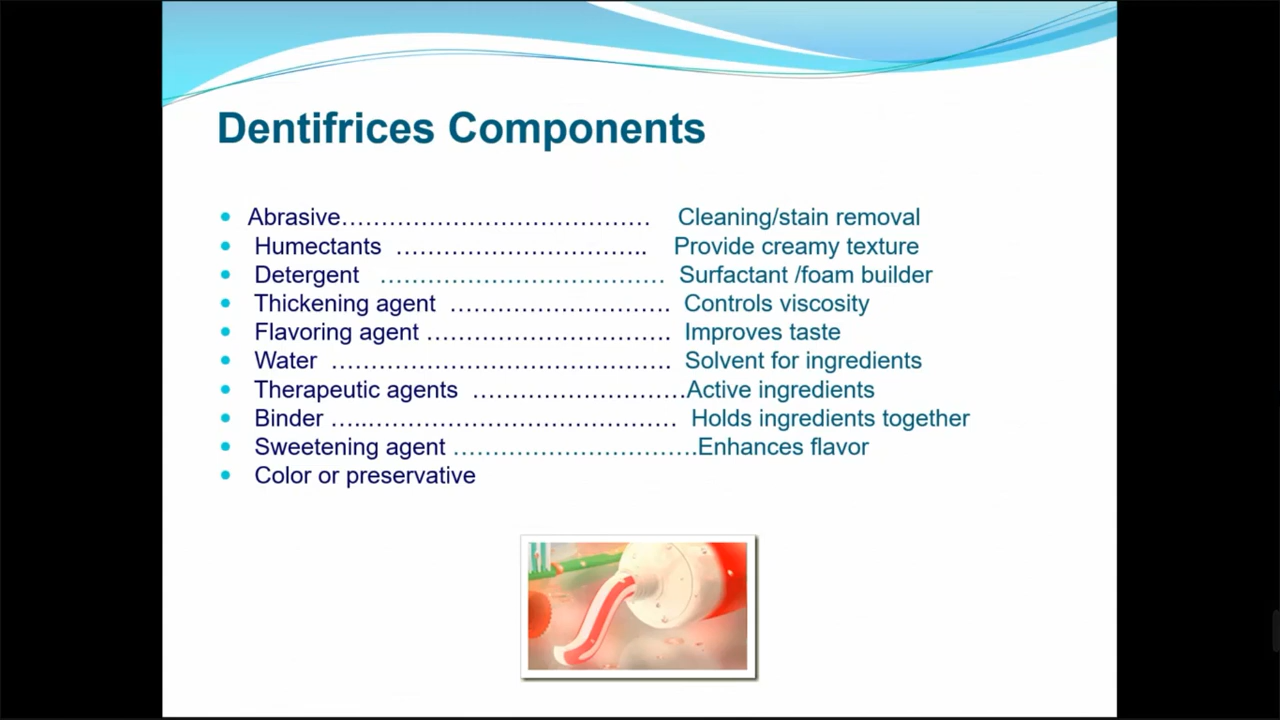 Dentifrices Components
• Abrasive………………………………… Cleaning/stain removal
• Humectants ………………………….. Provide creamy texture
• Detergent ……………………………… Surfactant /foam builder
• Thickening agent ………………………. Controls viscosity
• Flavoring agent …………………………. Improves taste
• Water ……………………………………. Solvent for ingredients
• Therapeutic agents ……………………….Active ingredients
• Binder …..………………………………… Holds ingredients together
• Sweetening agent ………………………….Enhances flavor
• Color or preservative